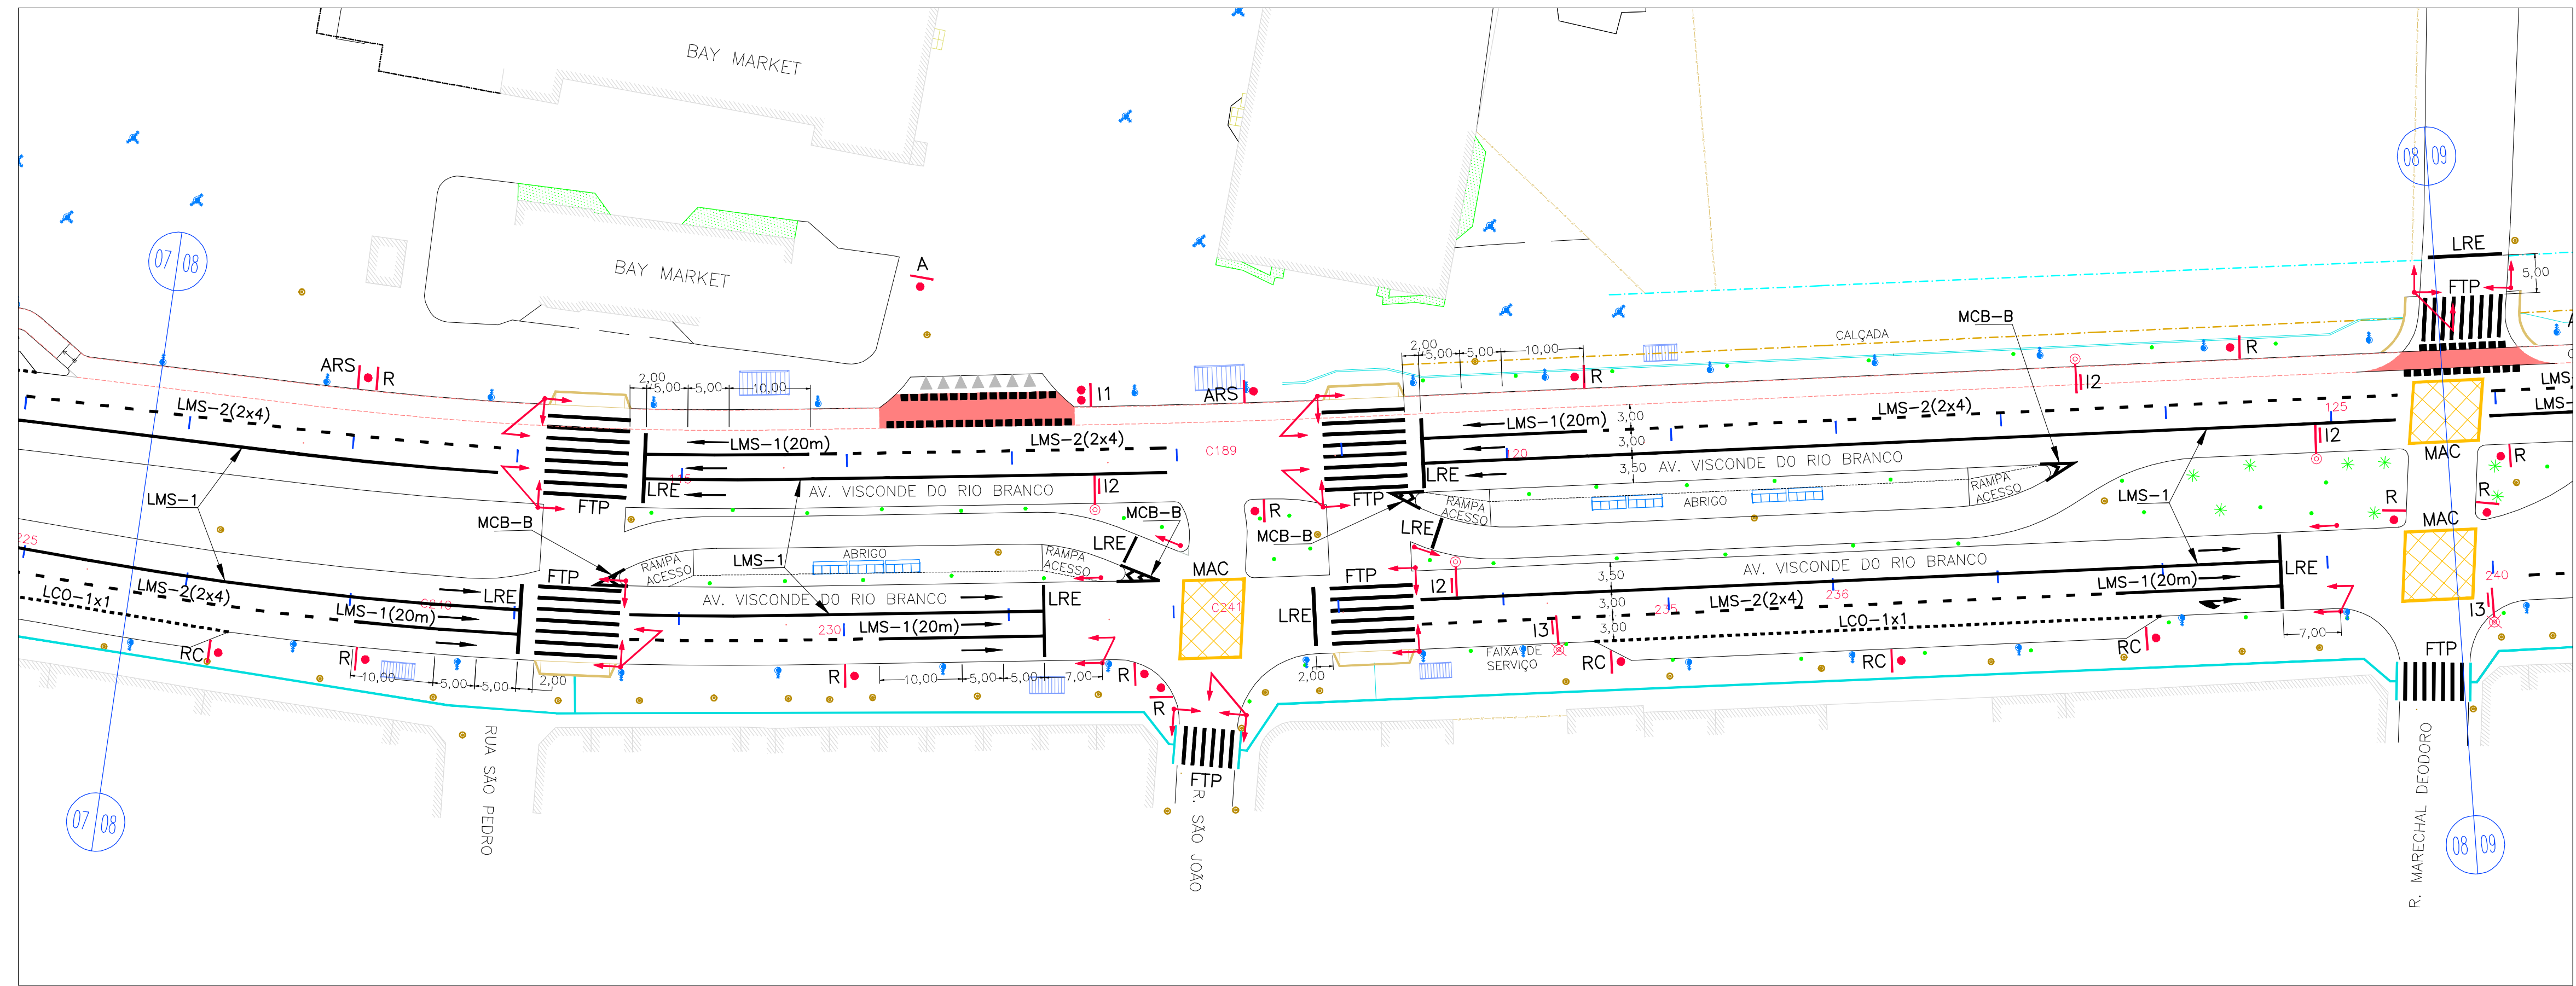 BAY MARKET
BAY MARKET
07 08
08 09
A
LRE
5,00
FTP
MCB-B
CALÇADA
R
ARS
R
I1
ARS
2,00
5,00
5,00
10,00
2,00
5,00
5,00
10,00
R
I2
LMS-2(2x4)
LMS-1(20m)
LMS-2(2x4)
C189
LMS-1(20m)
3,00
3,00
3,50
LMS-2(2x4)
125
I2
LMS-
MAC
R
LRE
115
AV. VISCONDE DO RIO BRANCO
I2
LRE
120
AV. VISCONDE DO RIO BRANCO
LMS-1
FTP
FTP
MCB-B
MCB-B
R
MCB-B
RAMPA
ACESSO
ABRIGO
RAMPA
ACESSO
LMS-1
R
R
MAC
225
LRE
LRE
RAMPA
ACESSO
ABRIGO
RAMPA
ACESSO
LMS-1
LMS-2(2x4)
LCO-1x1
LMS-1(20m)
C240
LRE
FTP
AV. VISCONDE DO RIO BRANCO
LRE
MAC
C241
LRE
FTP
I2
3,50
3,00
3,00
AV. VISCONDE DO RIO BRANCO
LMS-2(2x4)
235
236
LMS-1(20m)
LRE
240
I3
230
LMS-1(20m)
I3
LCO-1x1
RC
R
10,00
5,00
5,00
2,00
R
10,00
5,00
5,00
7,00
R
R
2,00
FAIXA DE
SERVIÇO
RC
RC
RC
7,00
FTP
FTP
RUA SÃO PEDRO
R. SÃO JOÃO
R. MARECHAL DEODORO
07 08
08 09